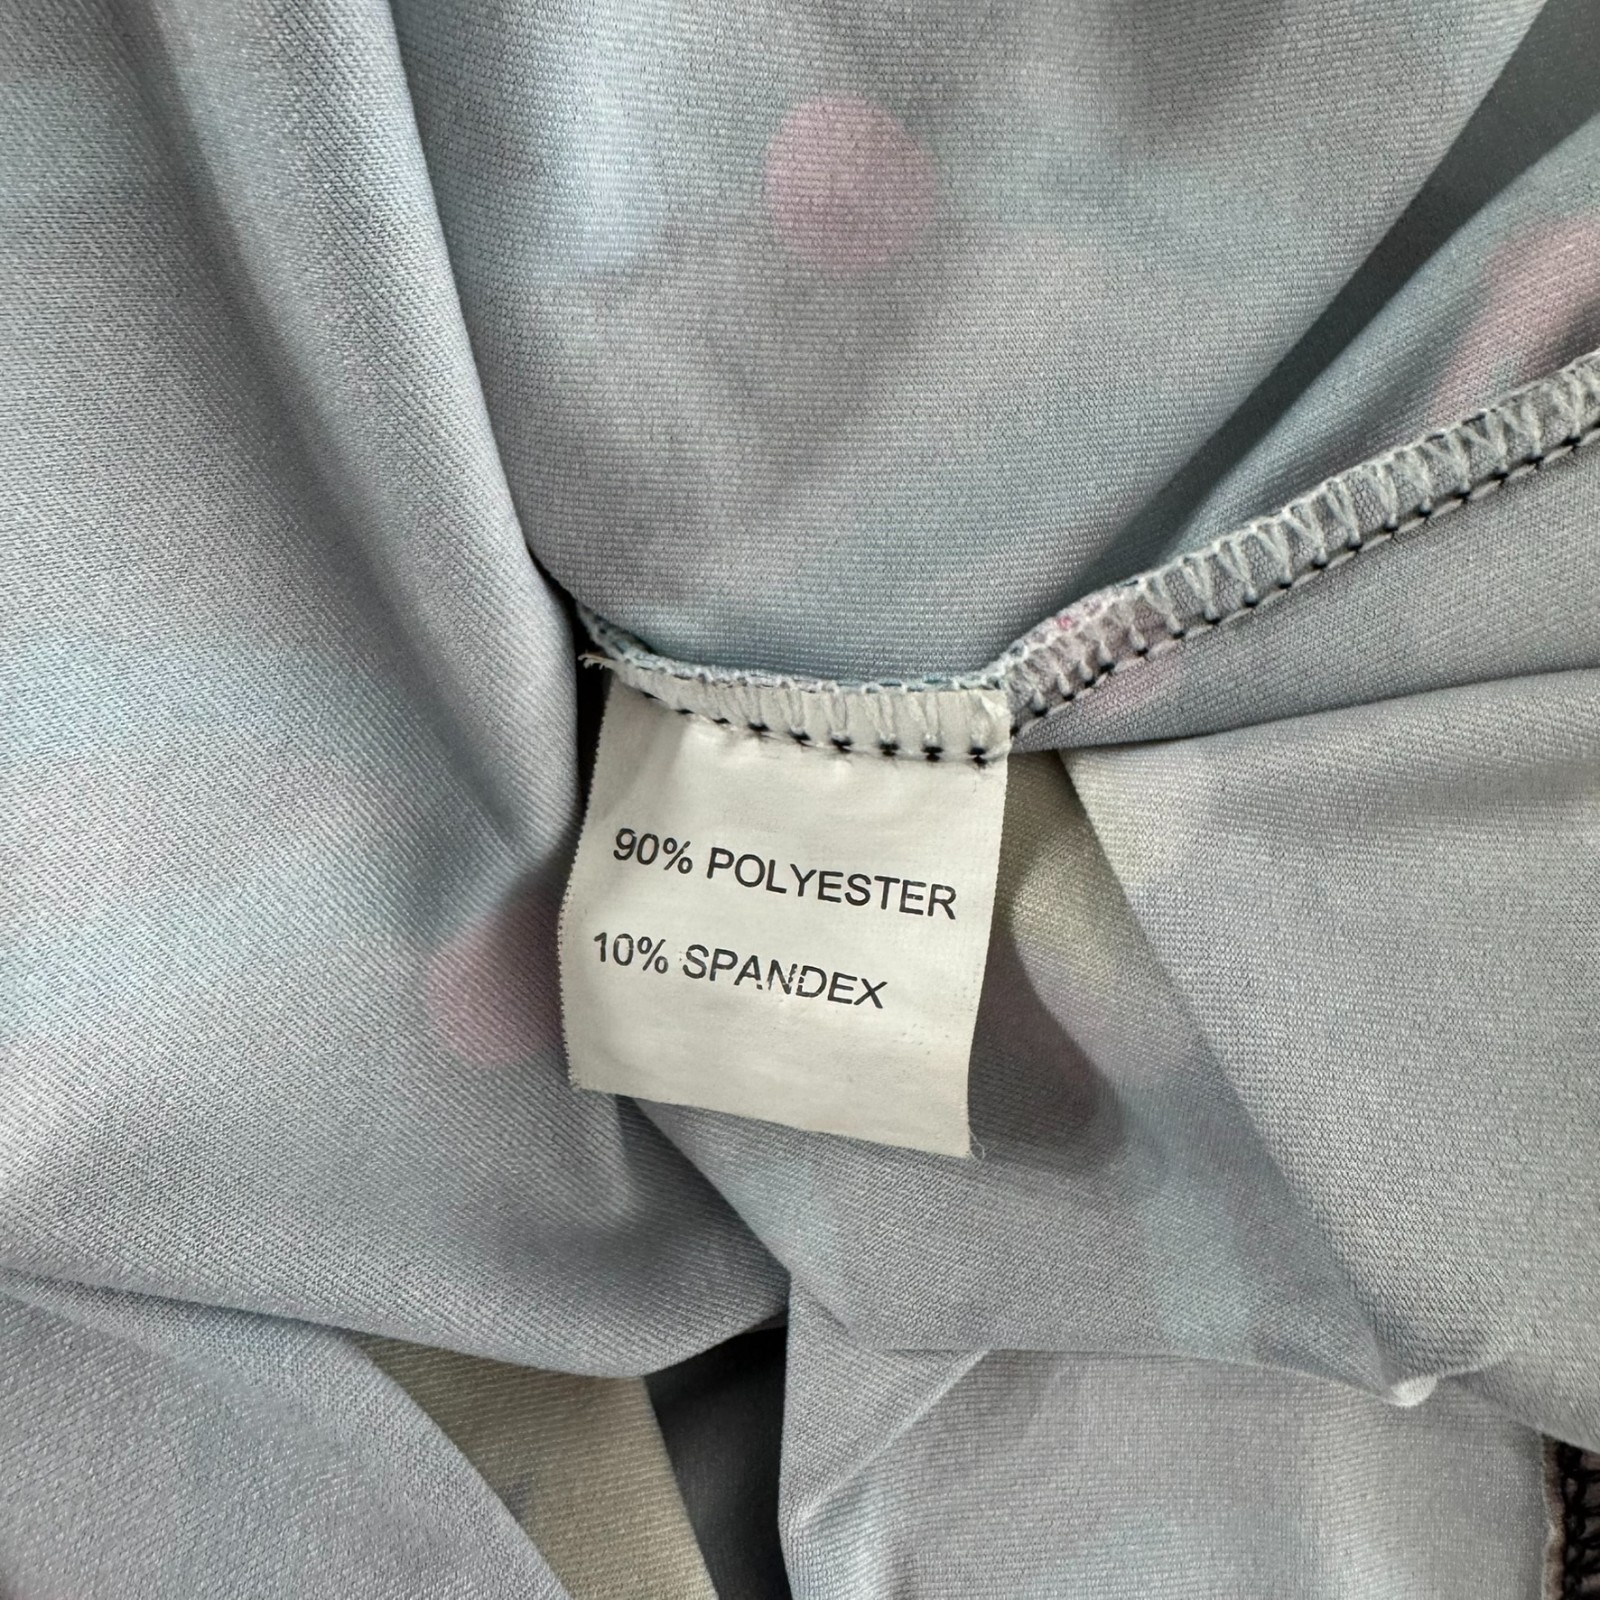 90% POLYESTER
10% SPANDEX